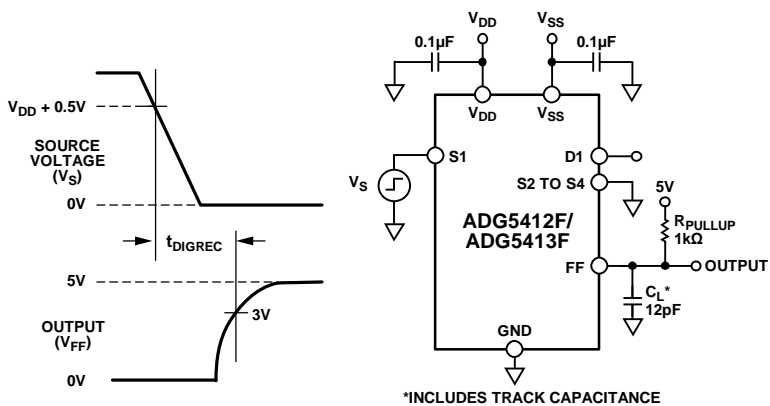 V_DD + 0.5V
SOURCE
VOLTAGE
(V_S)
0V
t_DIGREC
5V
OUTPUT
(V_FF)
3V
0V
V_DD
V_SS
0.1µF
0.1µF
V_DD
V_SS
S1
D1
V_S
S2 TO S4
ADG5412F/
ADG5413F
5V
R_PULLUP
1kΩ
FF
OUTPUT
C_L*
12pF
GND
*INCLUDES TRACK CAPACITANCE